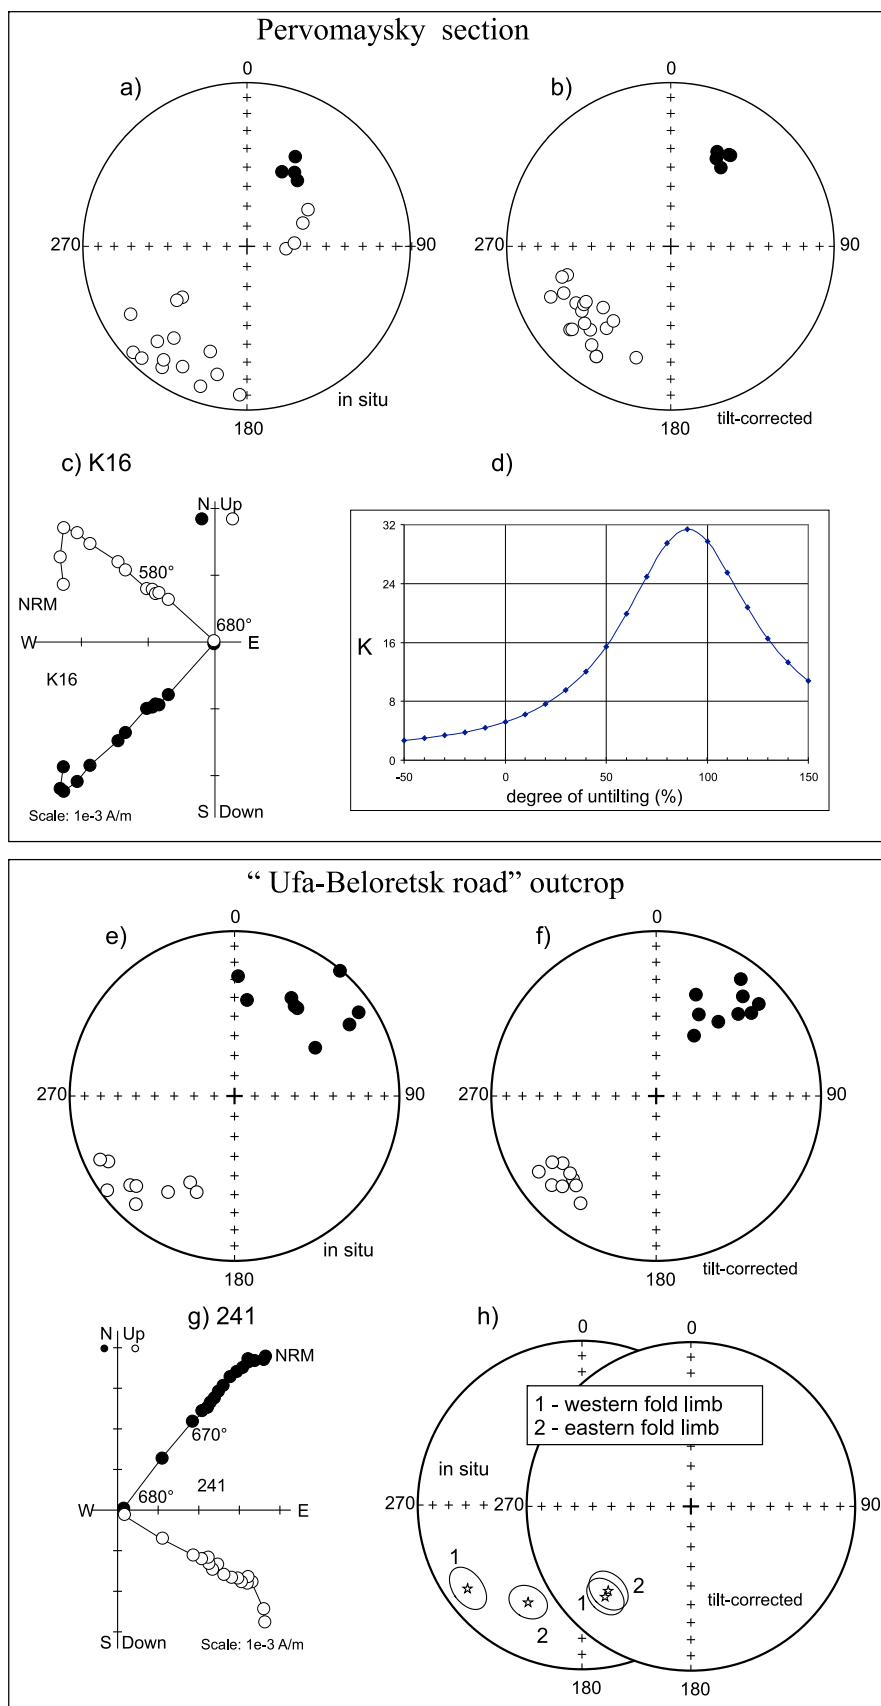 Pervomaysky section
a)
0
270
90
180
in situ
b)
0
270
90
180
tilt-corrected
c) K16
N Up
580°
NRM
680°
W
E
K16
S Down
Scale: 1e-3 A/m
d)
32
24
16
8
0
K
-50
0
50
100
150
degree of untilting (%)
“ Ufa-Beloretsk road” outcrop
e)
0
270
90
180
in situ
f)
0
270
90
180
tilt-corrected
g) 241
N Up
NRM
670°
241
680°
W
E
S Down
Scale: 1e-3 A/m
h)
0
0
1 - western fold limb
2 - eastern fold limb
in situ
270
270
90
1
2
1
2
tilt-corrected
180
180